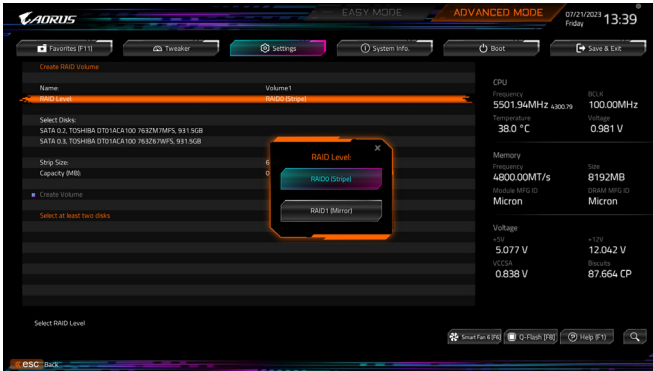 AORUS
EASY MODE
ADVANCED MODE
07/21/2023
Friday
13:39
Favorites (F11)
Tweaker
Settings
System Info.
Boot
Save & Exit
Create RAID Volume
Name:
Volume1
RAID Level:
RAID0 (Stripe)
Select Disks:
SATA 0.2, TOSHIBA DT01ACA100 763ZM7MFS, 931.5GB
SATA 0.3, TOSHIBA DT01ACA100 763Z67WFS, 931.5GB
Strip Size:
6
Capacity (MB):
0
Create Volume
Select at least two disks
RAID Level:
X
RAID0 (Stripe)
RAID1 (Mirror)
CPU
Frequency
BCLK
5501.94MHz 4300.79
100.00MHz
Temperature
Voltage
38.0 °C
0.981 V
Memory
Frequency
Size
4800.00MT/s
8192MB
Module MFG ID
DRAM MFG ID
Micron
Micron
Voltage
+5V
+12V
5.077 V
12.042 V
VCCSA
Biscuits
0.838 V
87.664 CP
Select RAID Level
Smart Fan 6 [F6]
Q-Flash [F8]
Help (F1)
esc Back